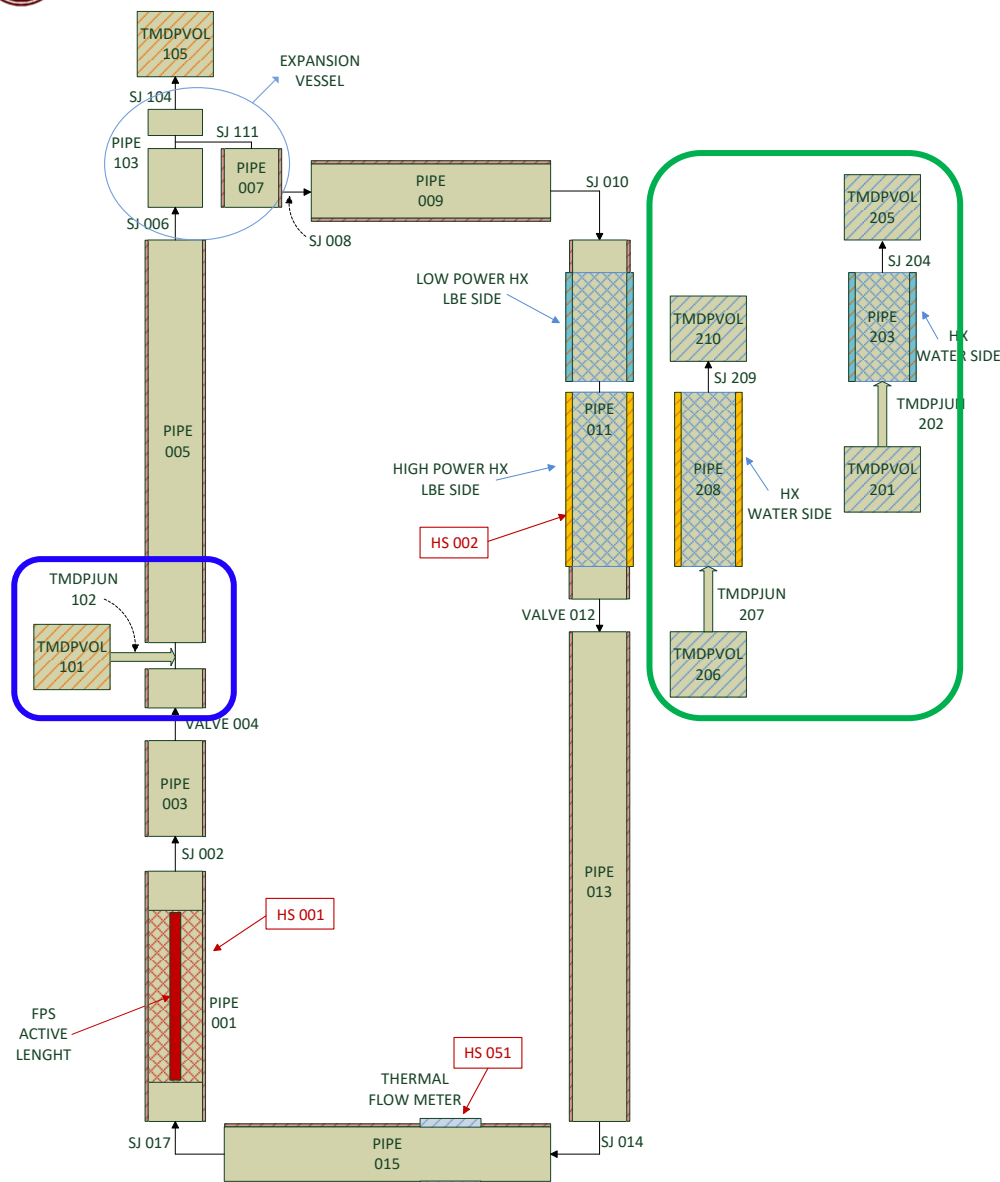 TMDPVOL
105
EXPANSION
VESSEL
SJ 104
SJ 111
PIPE
103
PIPE
007
PIPE
009
SJ 010
SJ 006
SJ 008
TMDPVOL
205
SJ 204
LOW POWER HX
LBE SIDE
TMDPVOL
210
PIPE
203
HX
WATER SIDE
SJ 209
TMDPJUN
202
PIPE
005
PIPE
011
HIGH POWER HX
LBE SIDE
PIPE
208
TMDPVOL
201
HX
WATER SIDE
HS 002
TMDPJUN
102
TMDPJUN
207
VALVE 012
TMDPVOL
101
TMDPVOL
206
VALVE 004
PIPE
003
SJ 002
PIPE
013
HS 001
PIPE
001
FPS
ACTIVE
LENGHT
HS 051
THERMAL
FLOW METER
SJ 017
PIPE
015
SJ 014